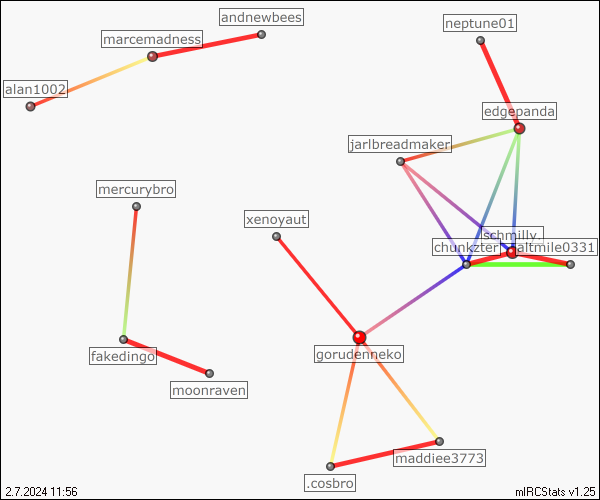 andnewbees
neptune01
marcemadness
alan1002
edgepanda
jarlbreadmaker
mercurybro
xenoyaut
schmilly.
chunkzter
altmile0331
gorudenneko
fakedingo
moonraven
maddiee3773
.cosbro
2.7.2024 11:56
mIRCStats v1.25